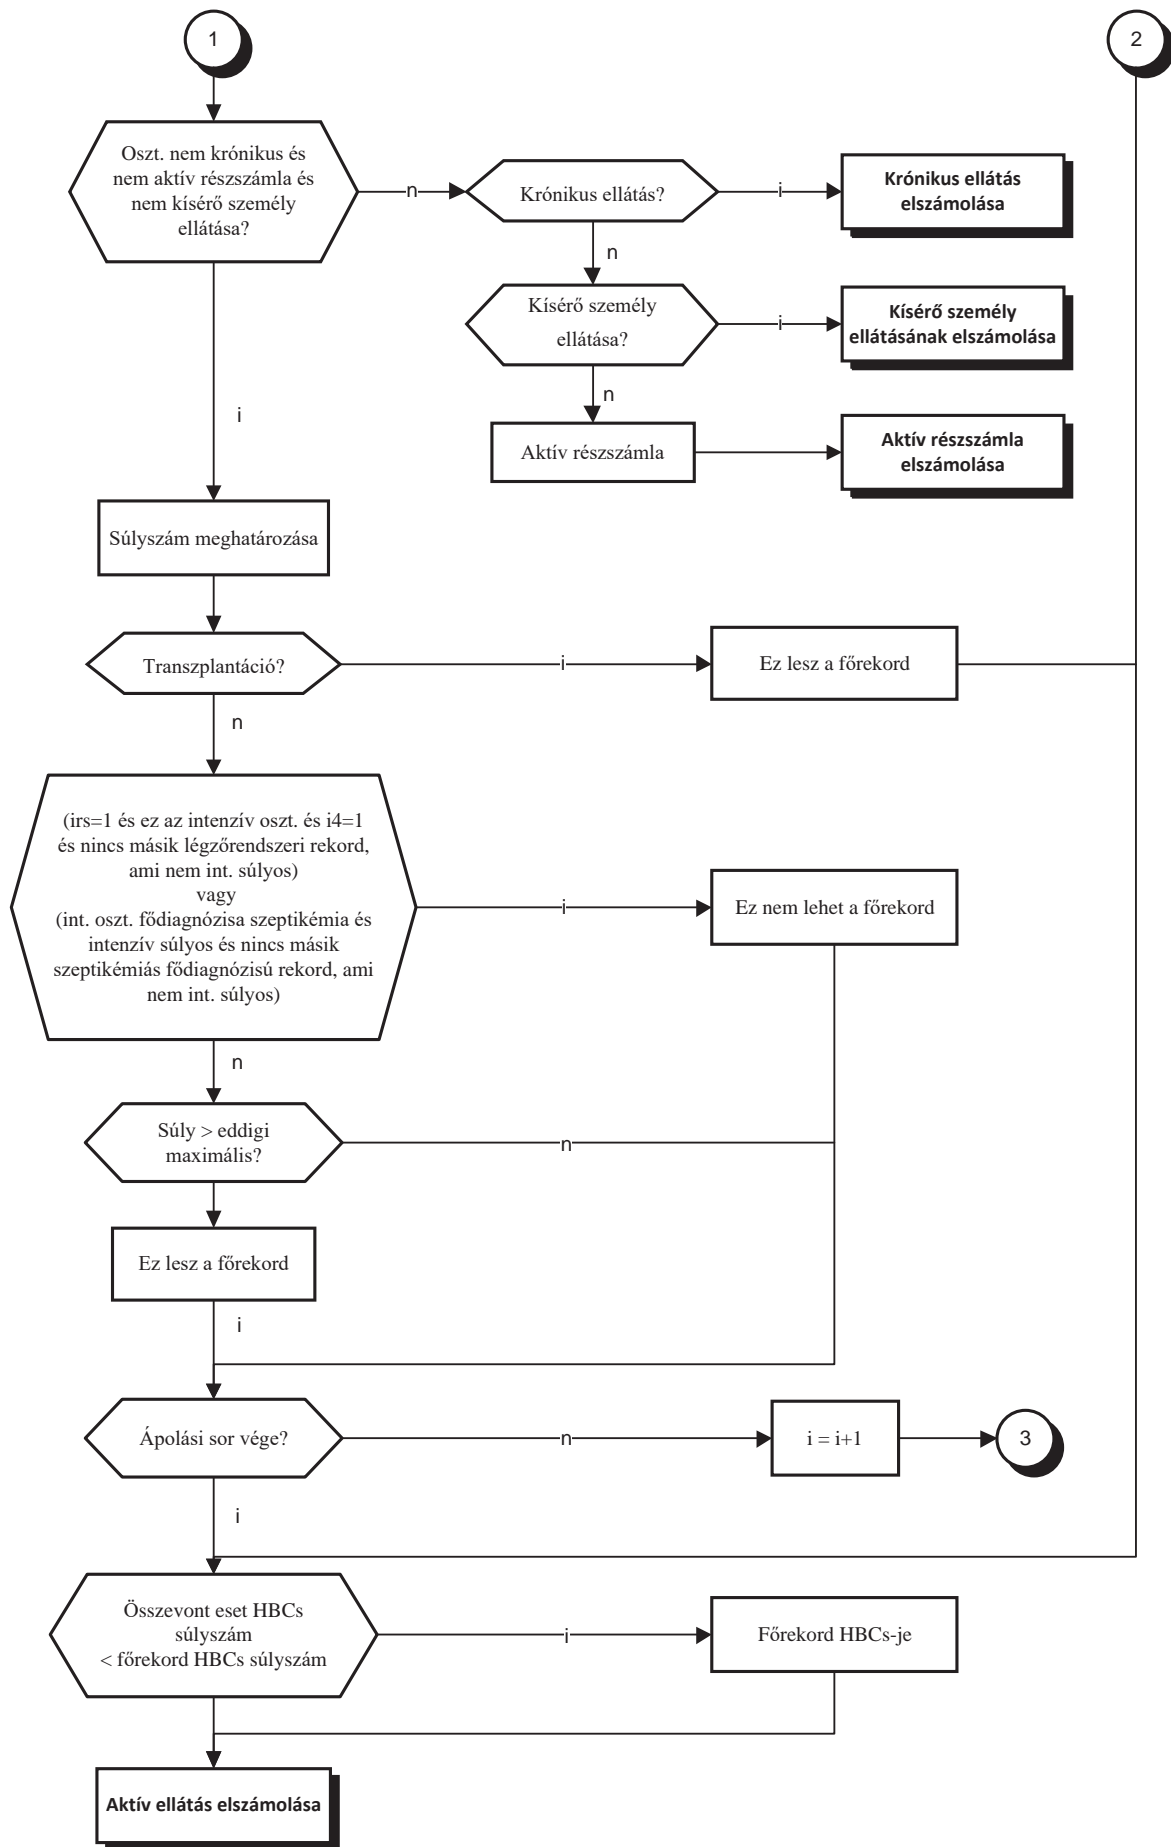 1
2
Oszt. nem krónikus és
nem aktív részszámla és
nem kísérő személy
ellátása?
n
Krónikus ellátás?
i
Krónikus ellátás
elszámolása
n
Kísérő személy
ellátása?
i
Kísérő személy
ellátásának elszámolása
n
i
Aktív részszámla
Aktív részszámla
elszámolása
Súlyszám meghatározása
Transzplantáció?
i
Ez lesz a főrekord
n
(irs=1 és ez az intenzív oszt. és i4=1
és nincs másik légzőrendszeri rekord,
ami nem int. súlyos)
vagy
(int. oszt. fődiagnózisa szeptikémia és
intenzív súlyos és nincs másik
szeptikémiás fődiagnózisú rekord, ami
nem int. súlyos)
i
Ez nem lehet a főrekord
n
Súly > eddigi
maximális?
n
Ez lesz a főrekord
i
Ápolási sor vége?
n
i = i+1
3
i
Összevont eset HBCs
súlyszám
< főrekord HBCs súlyszám
i
Főrekord HBCs-je
Aktív ellátás elszámolása